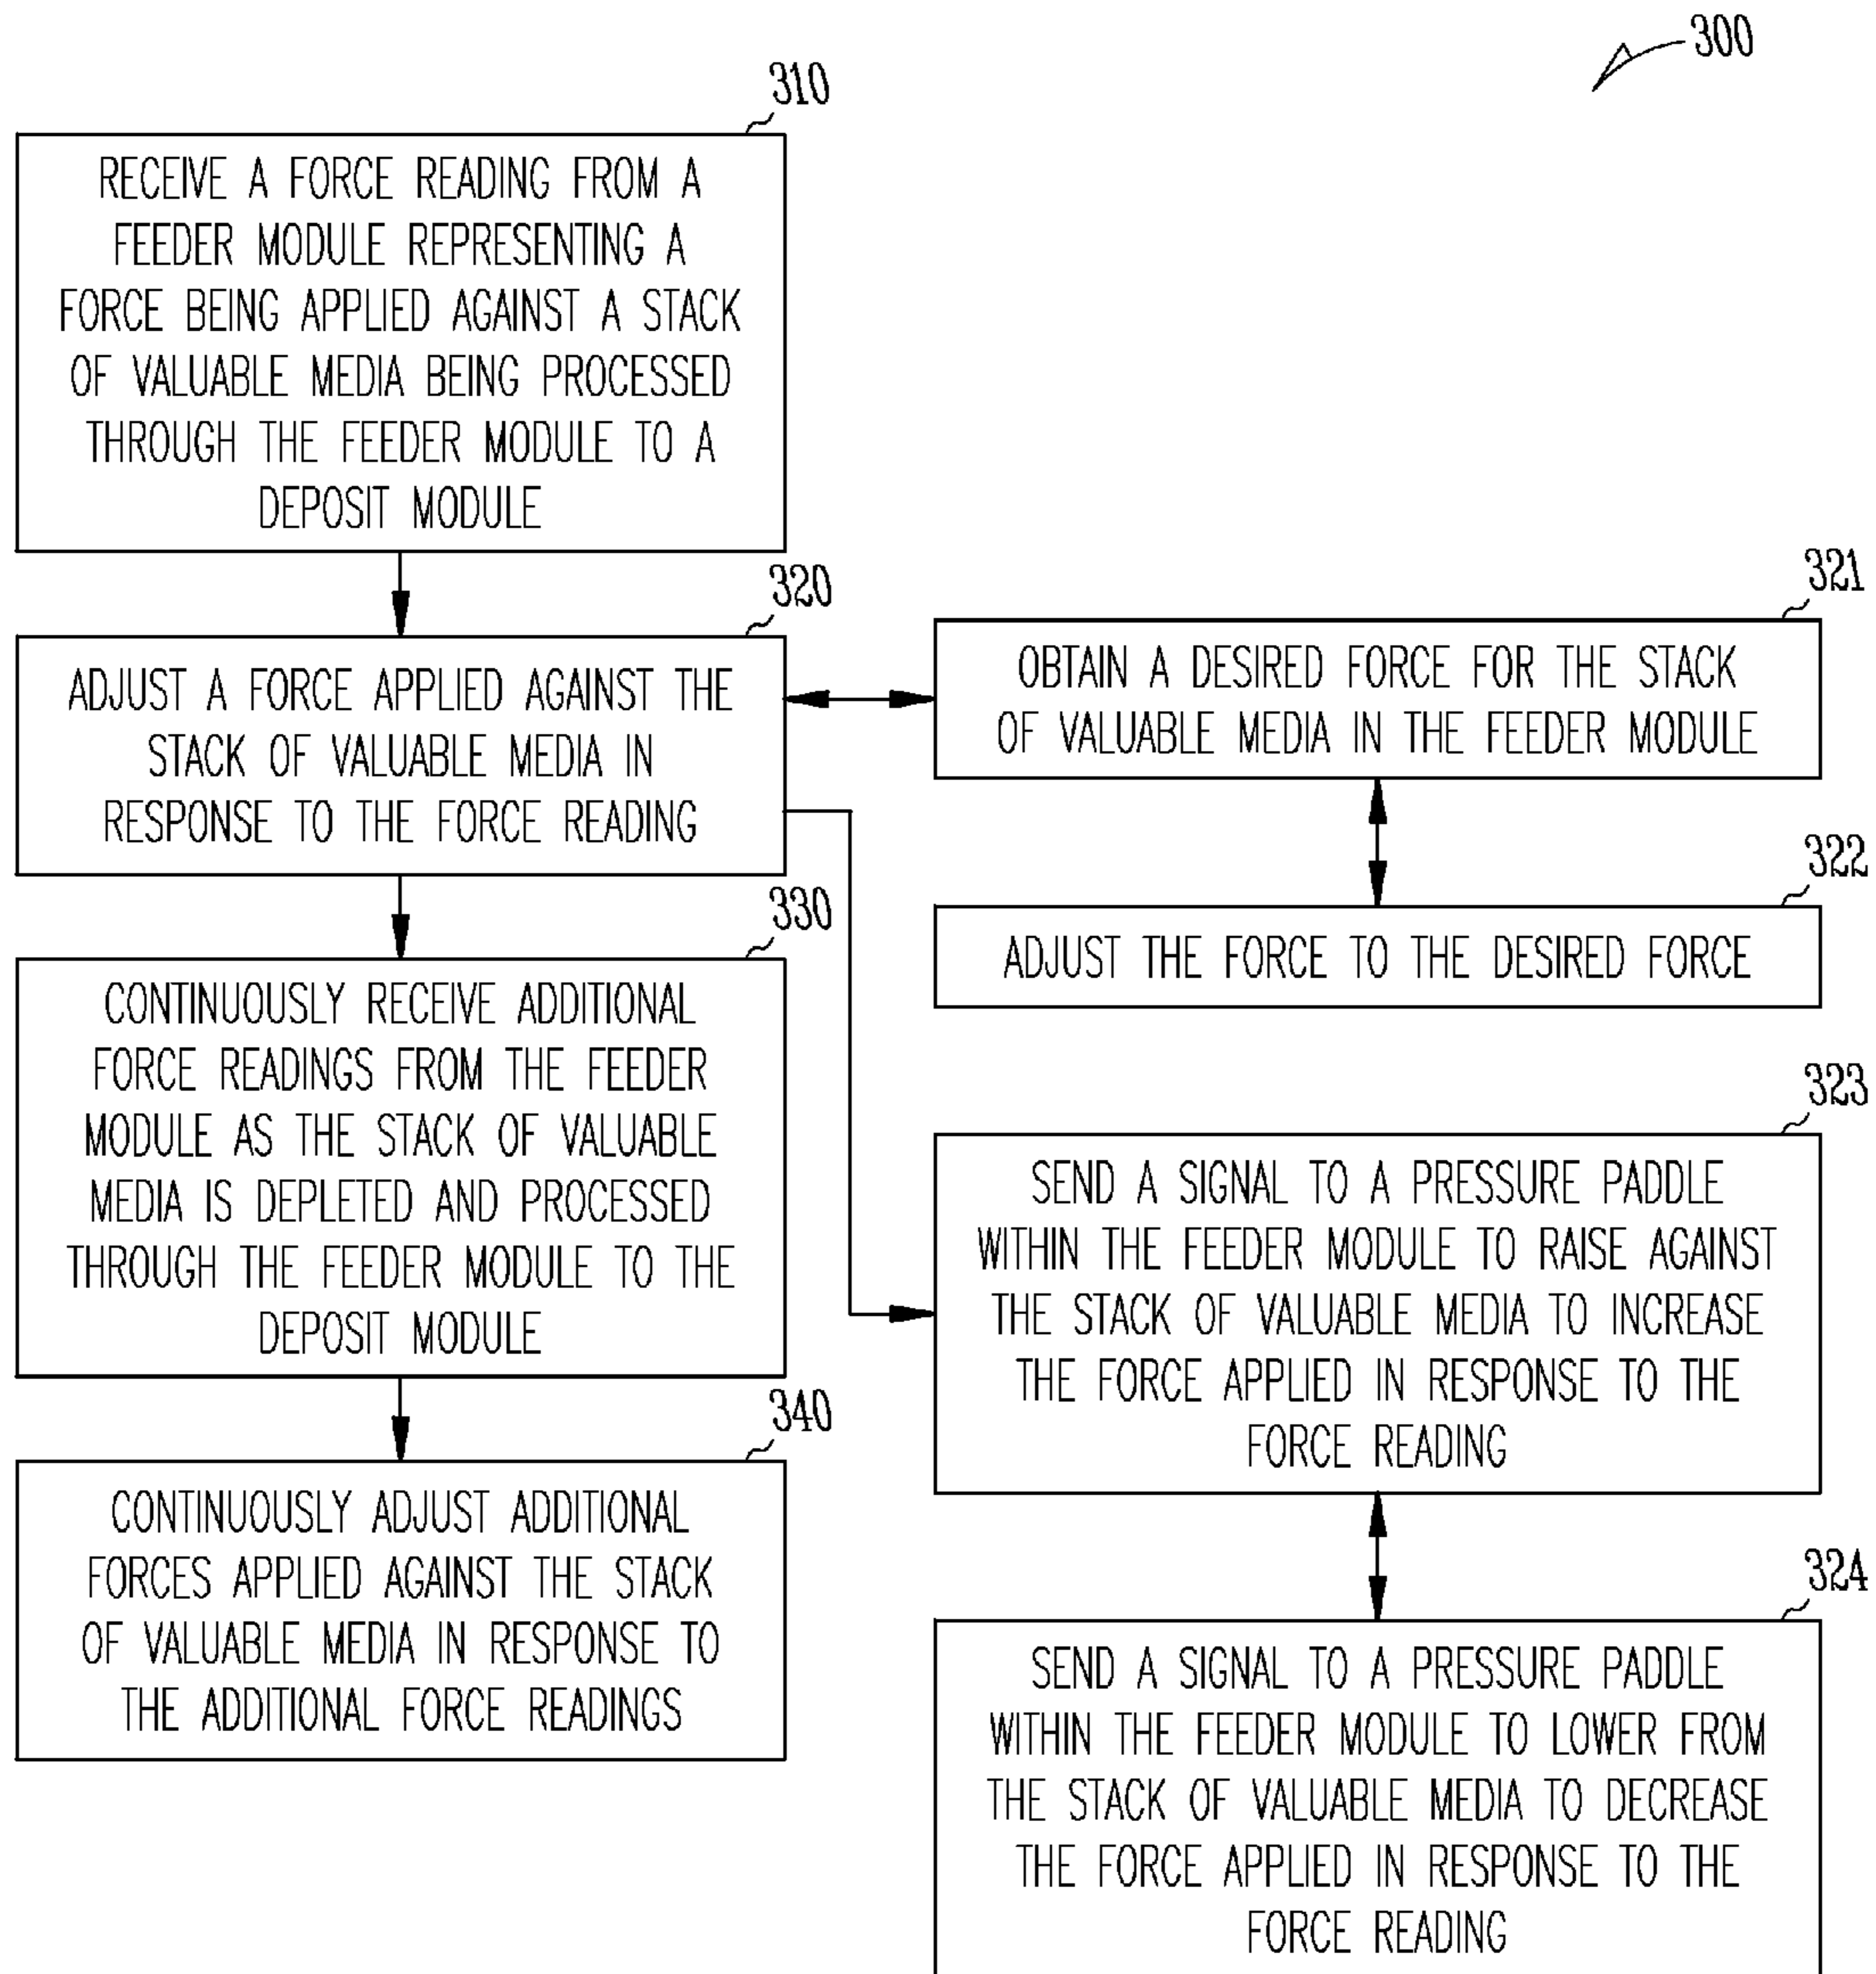 300
310
RECEIVE A FORCE READING FROM A
FEEDER MODULE REPRESENTING A
FORCE BEING APPLIED AGAINST A STACK
OF VALUABLE MEDIA BEING PROCESSED
THROUGH THE FEEDER MODULE TO A
DEPOSIT MODULE
320
ADJUST A FORCE APPLIED AGAINST THE
STACK OF VALUABLE MEDIA IN
RESPONSE TO THE FORCE READING
330
CONTINUOUSLY RECEIVE ADDITIONAL
FORCE READINGS FROM THE FEEDER
MODULE AS THE STACK OF VALUABLE
MEDIA IS DEPLETED AND PROCESSED
THROUGH THE FEEDER MODULE TO THE
DEPOSIT MODULE
340
CONTINUOUSLY ADJUST ADDITIONAL
FORCES APPLIED AGAINST THE STACK
OF VALUABLE MEDIA IN RESPONSE TO
THE ADDITIONAL FORCE READINGS
321
OBTAIN A DESIRED FORCE FOR THE STACK
OF VALUABLE MEDIA IN THE FEEDER MODULE
322
ADJUST THE FORCE TO THE DESIRED FORCE
323
SEND A SIGNAL TO A PRESSURE PADDLE
WITHIN THE FEEDER MODULE TO RAISE AGAINST
THE STACK OF VALUABLE MEDIA TO INCREASE
THE FORCE APPLIED IN RESPONSE TO THE
FORCE READING
324
SEND A SIGNAL TO A PRESSURE PADDLE
WITHIN THE FEEDER MODULE TO LOWER FROM
THE STACK OF VALUABLE MEDIA TO DECREASE
THE FORCE APPLIED IN RESPONSE TO THE
FORCE READING